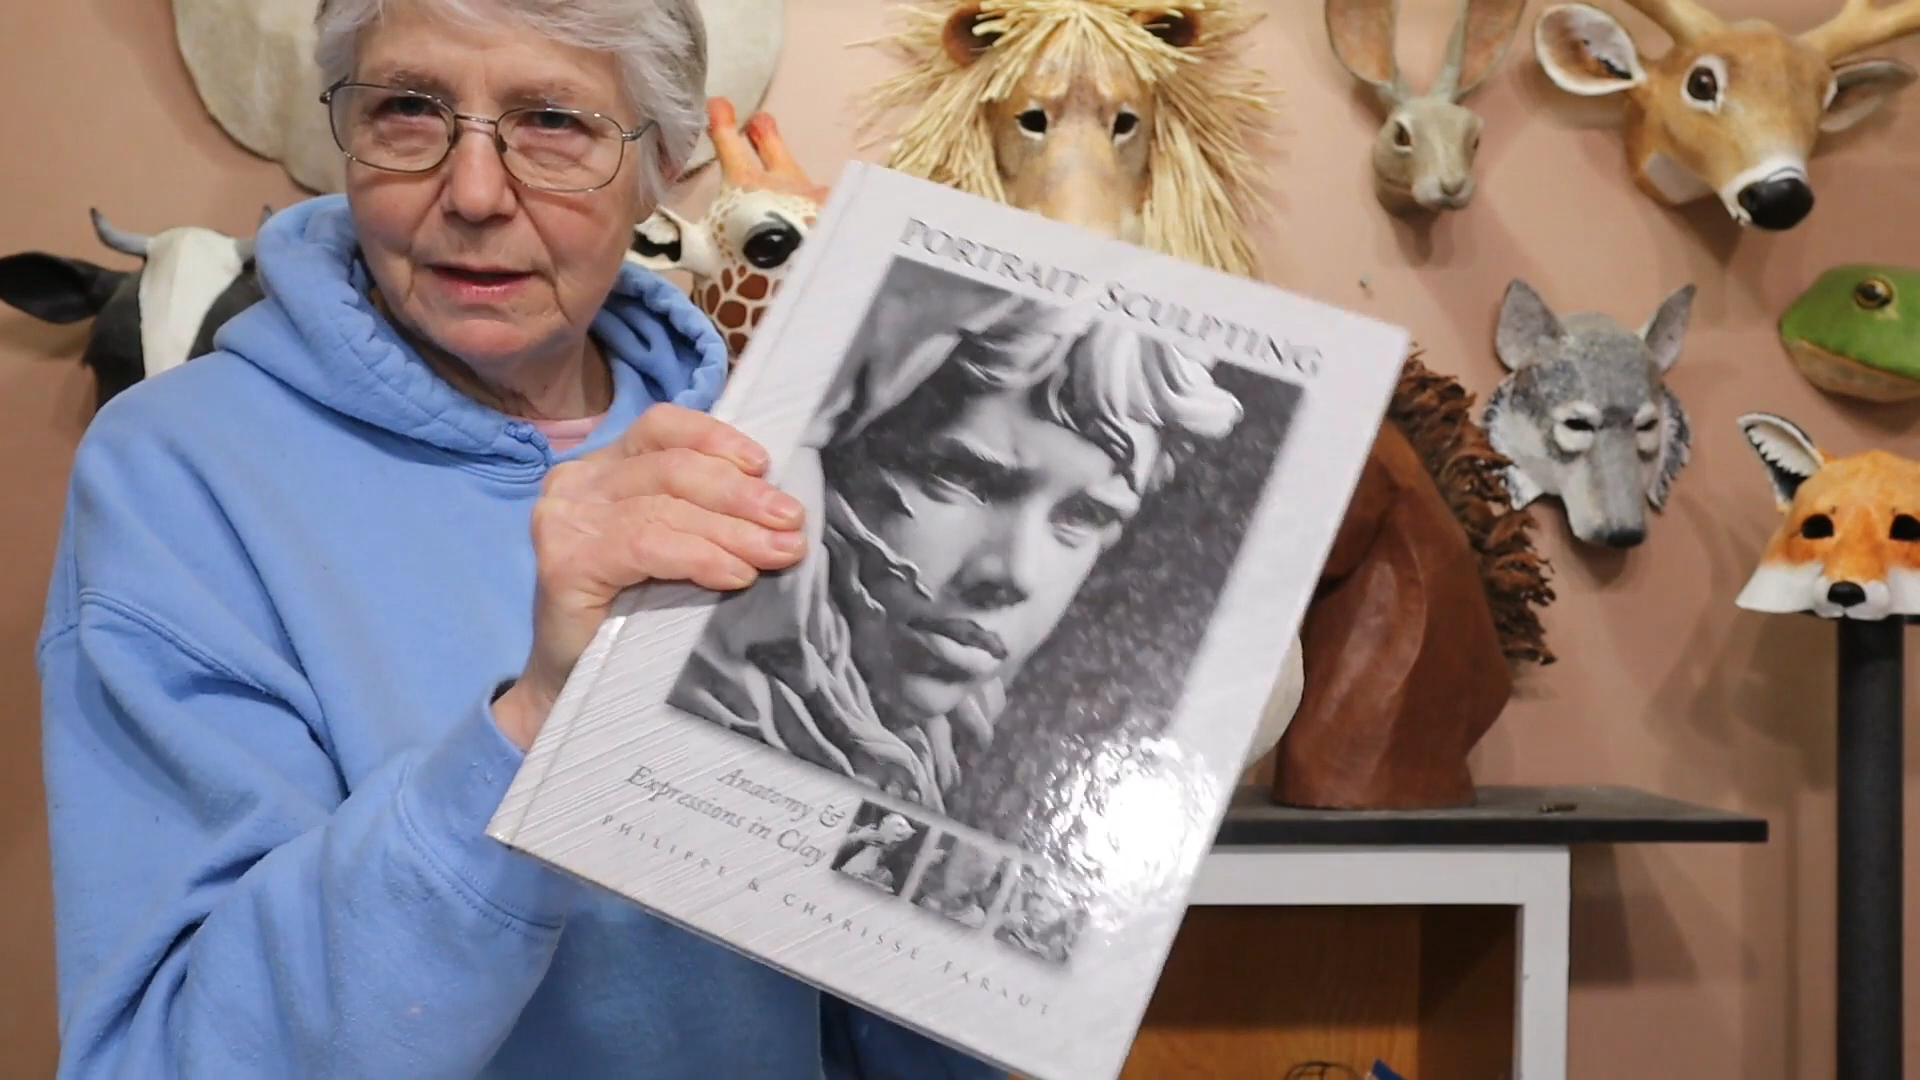 PORTRAIT SCULPTING
Anatomy &
Expressions in Clay
PHILIPPE & CHARISSE FARAUT